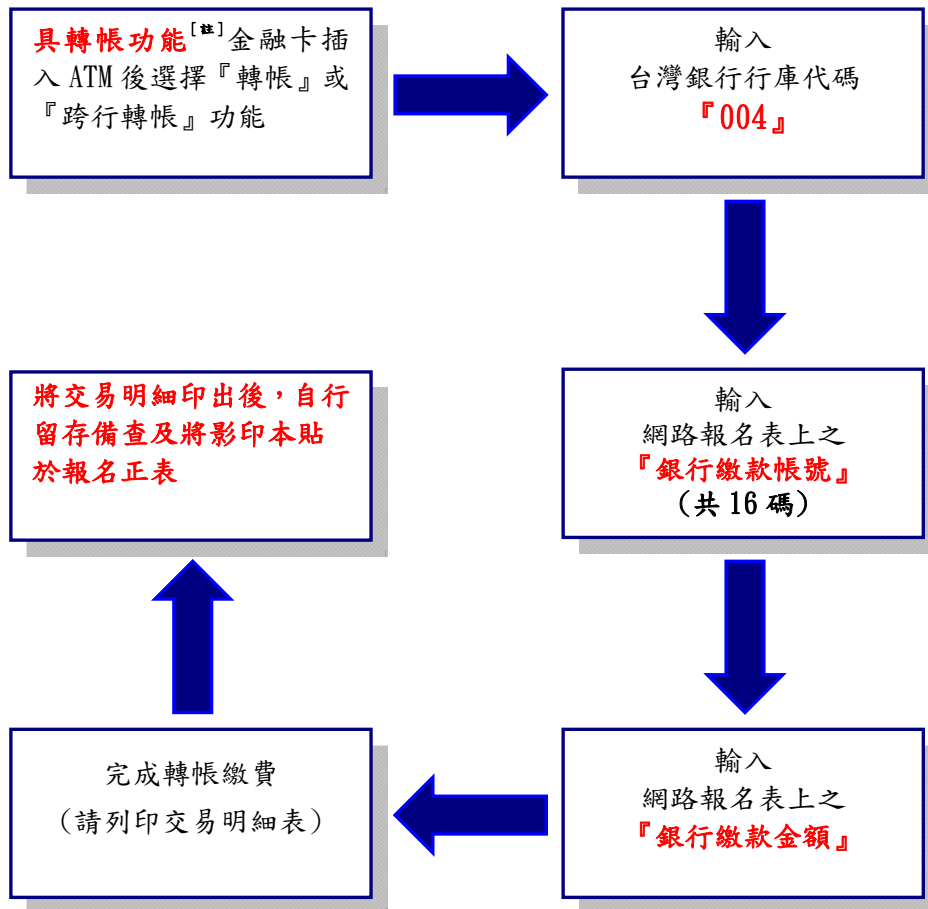 具轉帳功能[註]金融卡插
入 ATM 後選擇『轉帳』或
『跨行轉帳』功能
輸入
台灣銀行行庫代碼
『004』
輸入
網路報名表上之
『銀行繳款帳號』
(共 16 碼)
輸入
網路報名表上之
『銀行繳款金額』
完成轉帳繳費
(請列印交易明細表)
將交易明細印出後，自行
留存備查及將影印本貼
於報名正表